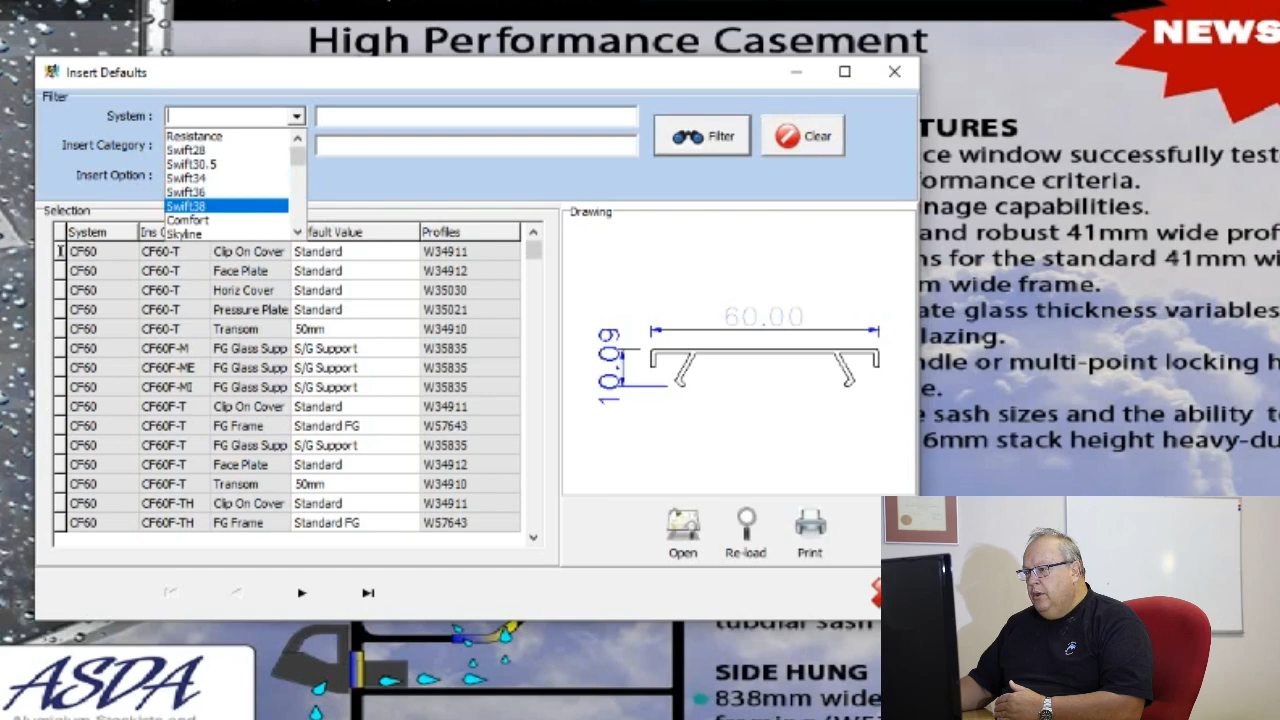 High Performance Casement
NEWS
Insert Defaults
Filter
System :
Insert Category :
Insert Option :
Filter
Clear
Resistance
Swift28
Swift30.5
Swift34
Swift36
Swift38
Comfort
Skyline
Selection
Drawing
System Ins fault Value Profiles
CF60 CF60-T Clip On Cover Standard W34911
CF60 CF60-T Face Plate Standard W34912
CF60 CF60-T Horiz Cover Standard W35030
CF60 CF60-T Pressure Plate Standard W35021
CF60 CF60-T Transom 50mm W34910
CF60 CF60F-M FG Glass Supp S/G Support W35835
CF60 CF60F-ME FG Glass Supp S/G Support W35835
CF60 CF60F-MI FG Glass Supp S/G Support W35835
CF60 CF60F-T Clip On Cover Standard W34911
CF60 CF60F-T FG Frame Standard FG W57643
CF60 CF60F-T FG Glass Supp S/G Support W35835
CF60 CF60F-T Face Plate Standard W34912
CF60 CF60F-T Transom 50mm W34910
CF60 CF60F-TH Clip On Cover Standard W34911
CF60 CF60F-TH FG Frame Standard FG W57643
60.00
10.09
Open Re-load Print
TURES
ce window successfully test
ormance criteria.
nage capabilities.
and robust 41mm wide prof
ns for the standard 41mm wi
m wide frame.
ate glass thickness variables
lazing.
ndle or multi-point locking h
e.
sash sizes and the ability to
6mm stack height heavy-du
tubular sash
SIDE HUNG
838mm wide
ASDA
Aluminium Stockists and